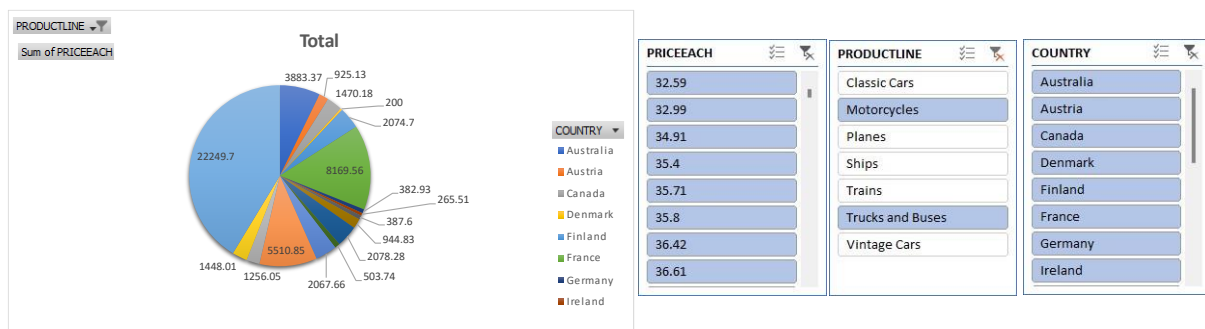 PRODUCTLINE
Sum of PRICEEACH
Total
3883.37
925.13
1470.18
200
2074.7
8169.56
382.93
265.51
387.6
944.83
2078.28
503.74
2067.66
5510.85
1256.05
1448.01
22249.7
COUNTRY
Australia
Austria
Canada
Denmark
Finland
France
Germany
Ireland
PRICEEACH
32.59
32.99
34.91
35.4
35.71
35.8
36.42
36.61
PRODUCTLINE
Classic Cars
Motorcycles
Planes
Ships
Trains
Trucks and Buses
Vintage Cars
COUNTRY
Australia
Austria
Canada
Denmark
Finland
France
Germany
Ireland